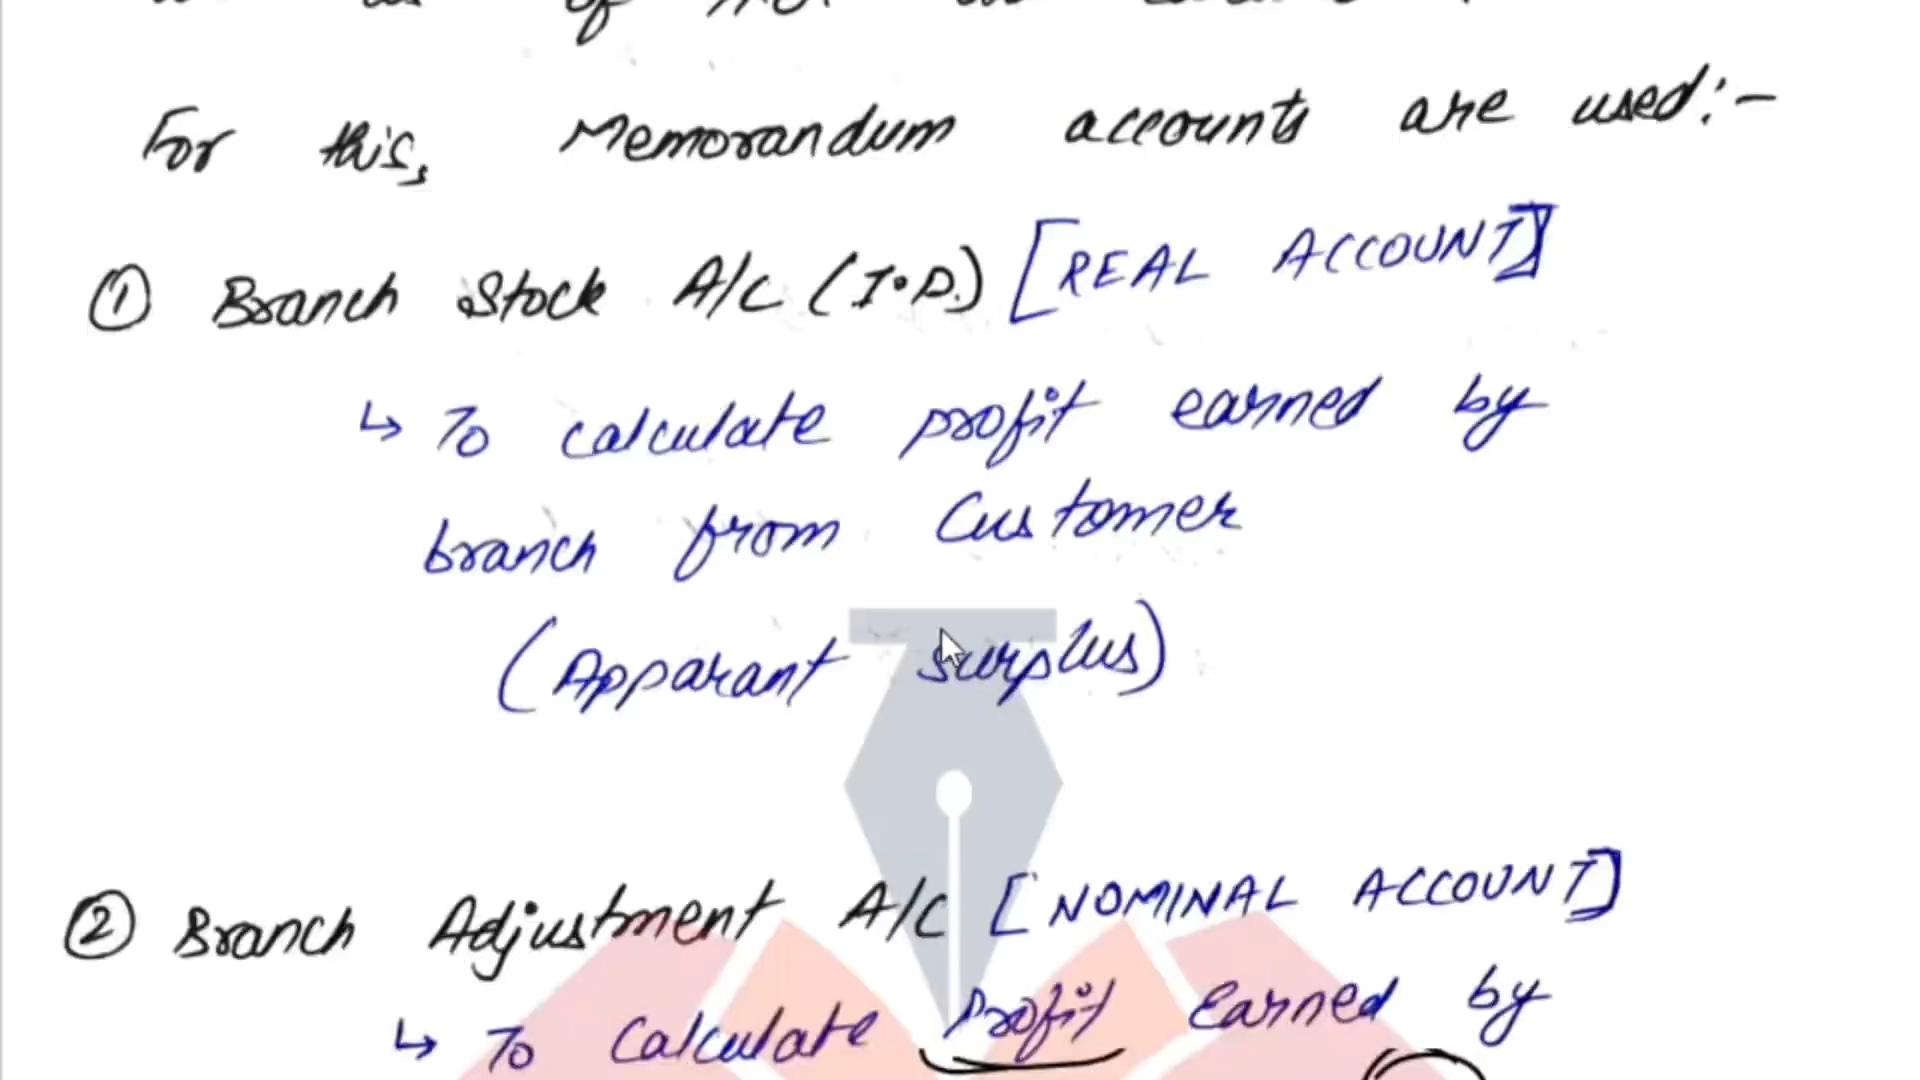 For this, Memorandum accounts are used:-
① Branch Stock A/C (I.D.) [REAL ACCOUNT]
↳ To calculate profit earned by
branch from Customer
(Apparant surplus)
② Branch Adjustment A/C [NOMINAL ACCOUNT]
↳ To Calculate Profit Earned by